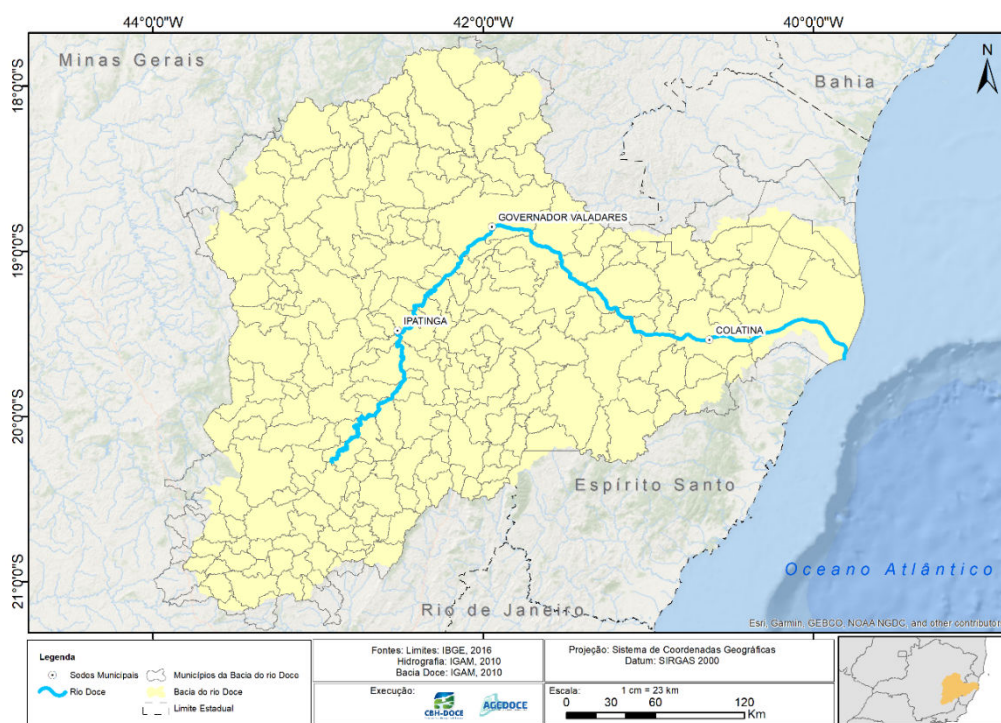 44°0'0"W
42°0'0"W
40°0'0"W
Minas Gerais
Bahia
18°0'0"S
GOVERNADOR VALADARES
19°0'0"S
IPATINGA
COLATINA
20°0'0"S
Espírito Santo
21°0'0"S
Oceano Atlântico
Rio de Janeiro
Esri, Garmin, GEBCO, NOAA NGDC, and other contributors
Legenda
Sedes Municipais
Municípios da Bacia do rio Doce
Rio Doce
Bacia do rio Doce
Limite Estadual
Fontes: Limites: IBGE, 2016
Hidrografia: IGAM, 2010
Bacia Doce: IGAM, 2010
Execução:
CBH-DOCE
AGEDOCE
Projeção: Sistema de Coordenadas Geográficas
Datum: SIRGAS 2000
Escala:
1 cm = 23 km
0 30 60 120
Km
N